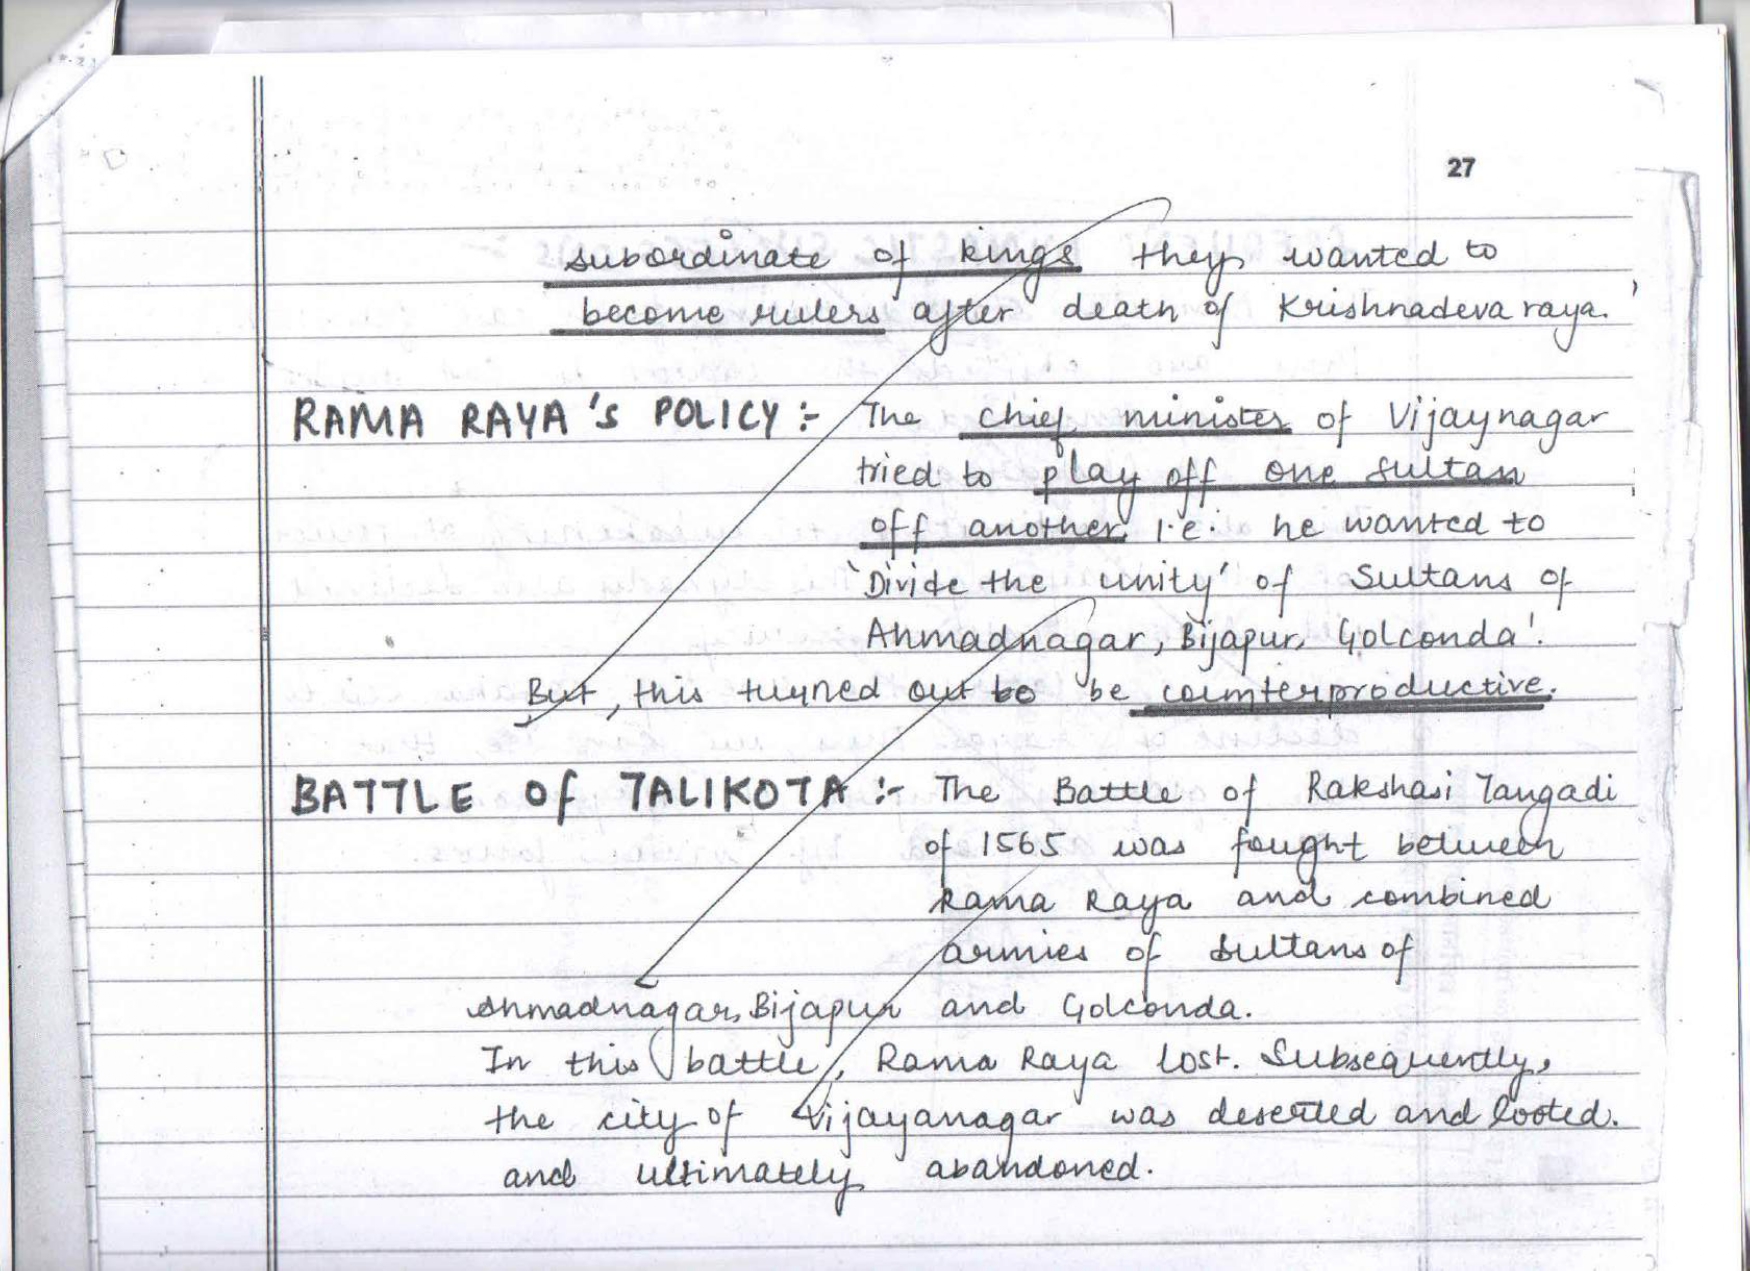 27
subordinate of kings they wanted to
become rulers after death of Krishnadeva raya.
RAMA RAYA's POLICY :- The chief minister of Vijaynagar
tried to play off one sultan
off another i.e. he wanted to
'Divide the unity' of Sultans of
Ahmadnagar, Bijapur, Golconda'.
But, this turned out to be counterproductive.
BATTLE Of TALIKOTA :- The Battle of Rakshasi Tangadi
of 1565 was fought between
Rama Raya and combined
armies of sultans of
Ahmadnagar, Bijapur and Golconda.
In this battle, Rama Raya lost. Subsequently,
the city of Vijayanagar was deserted and looted.
and ultimately abandoned.